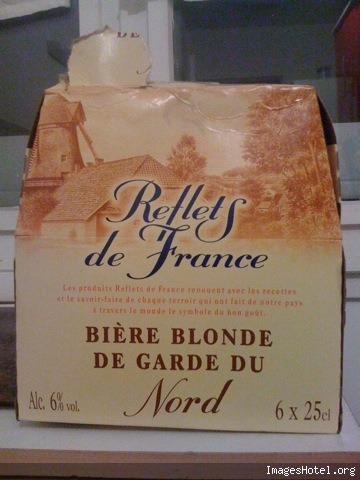 DE
Reflets
de France
Les produits Reflets de France renouent avec les recettes
et le savoir-faire de chaque terroir qui ont fait de notre pays
à travers le monde le symbole du bon goût.
BIÈRE BLONDE
DE GARDE DU
Nord
Alc. 6% vol.
6 x 25cl
ImagesHotel.org